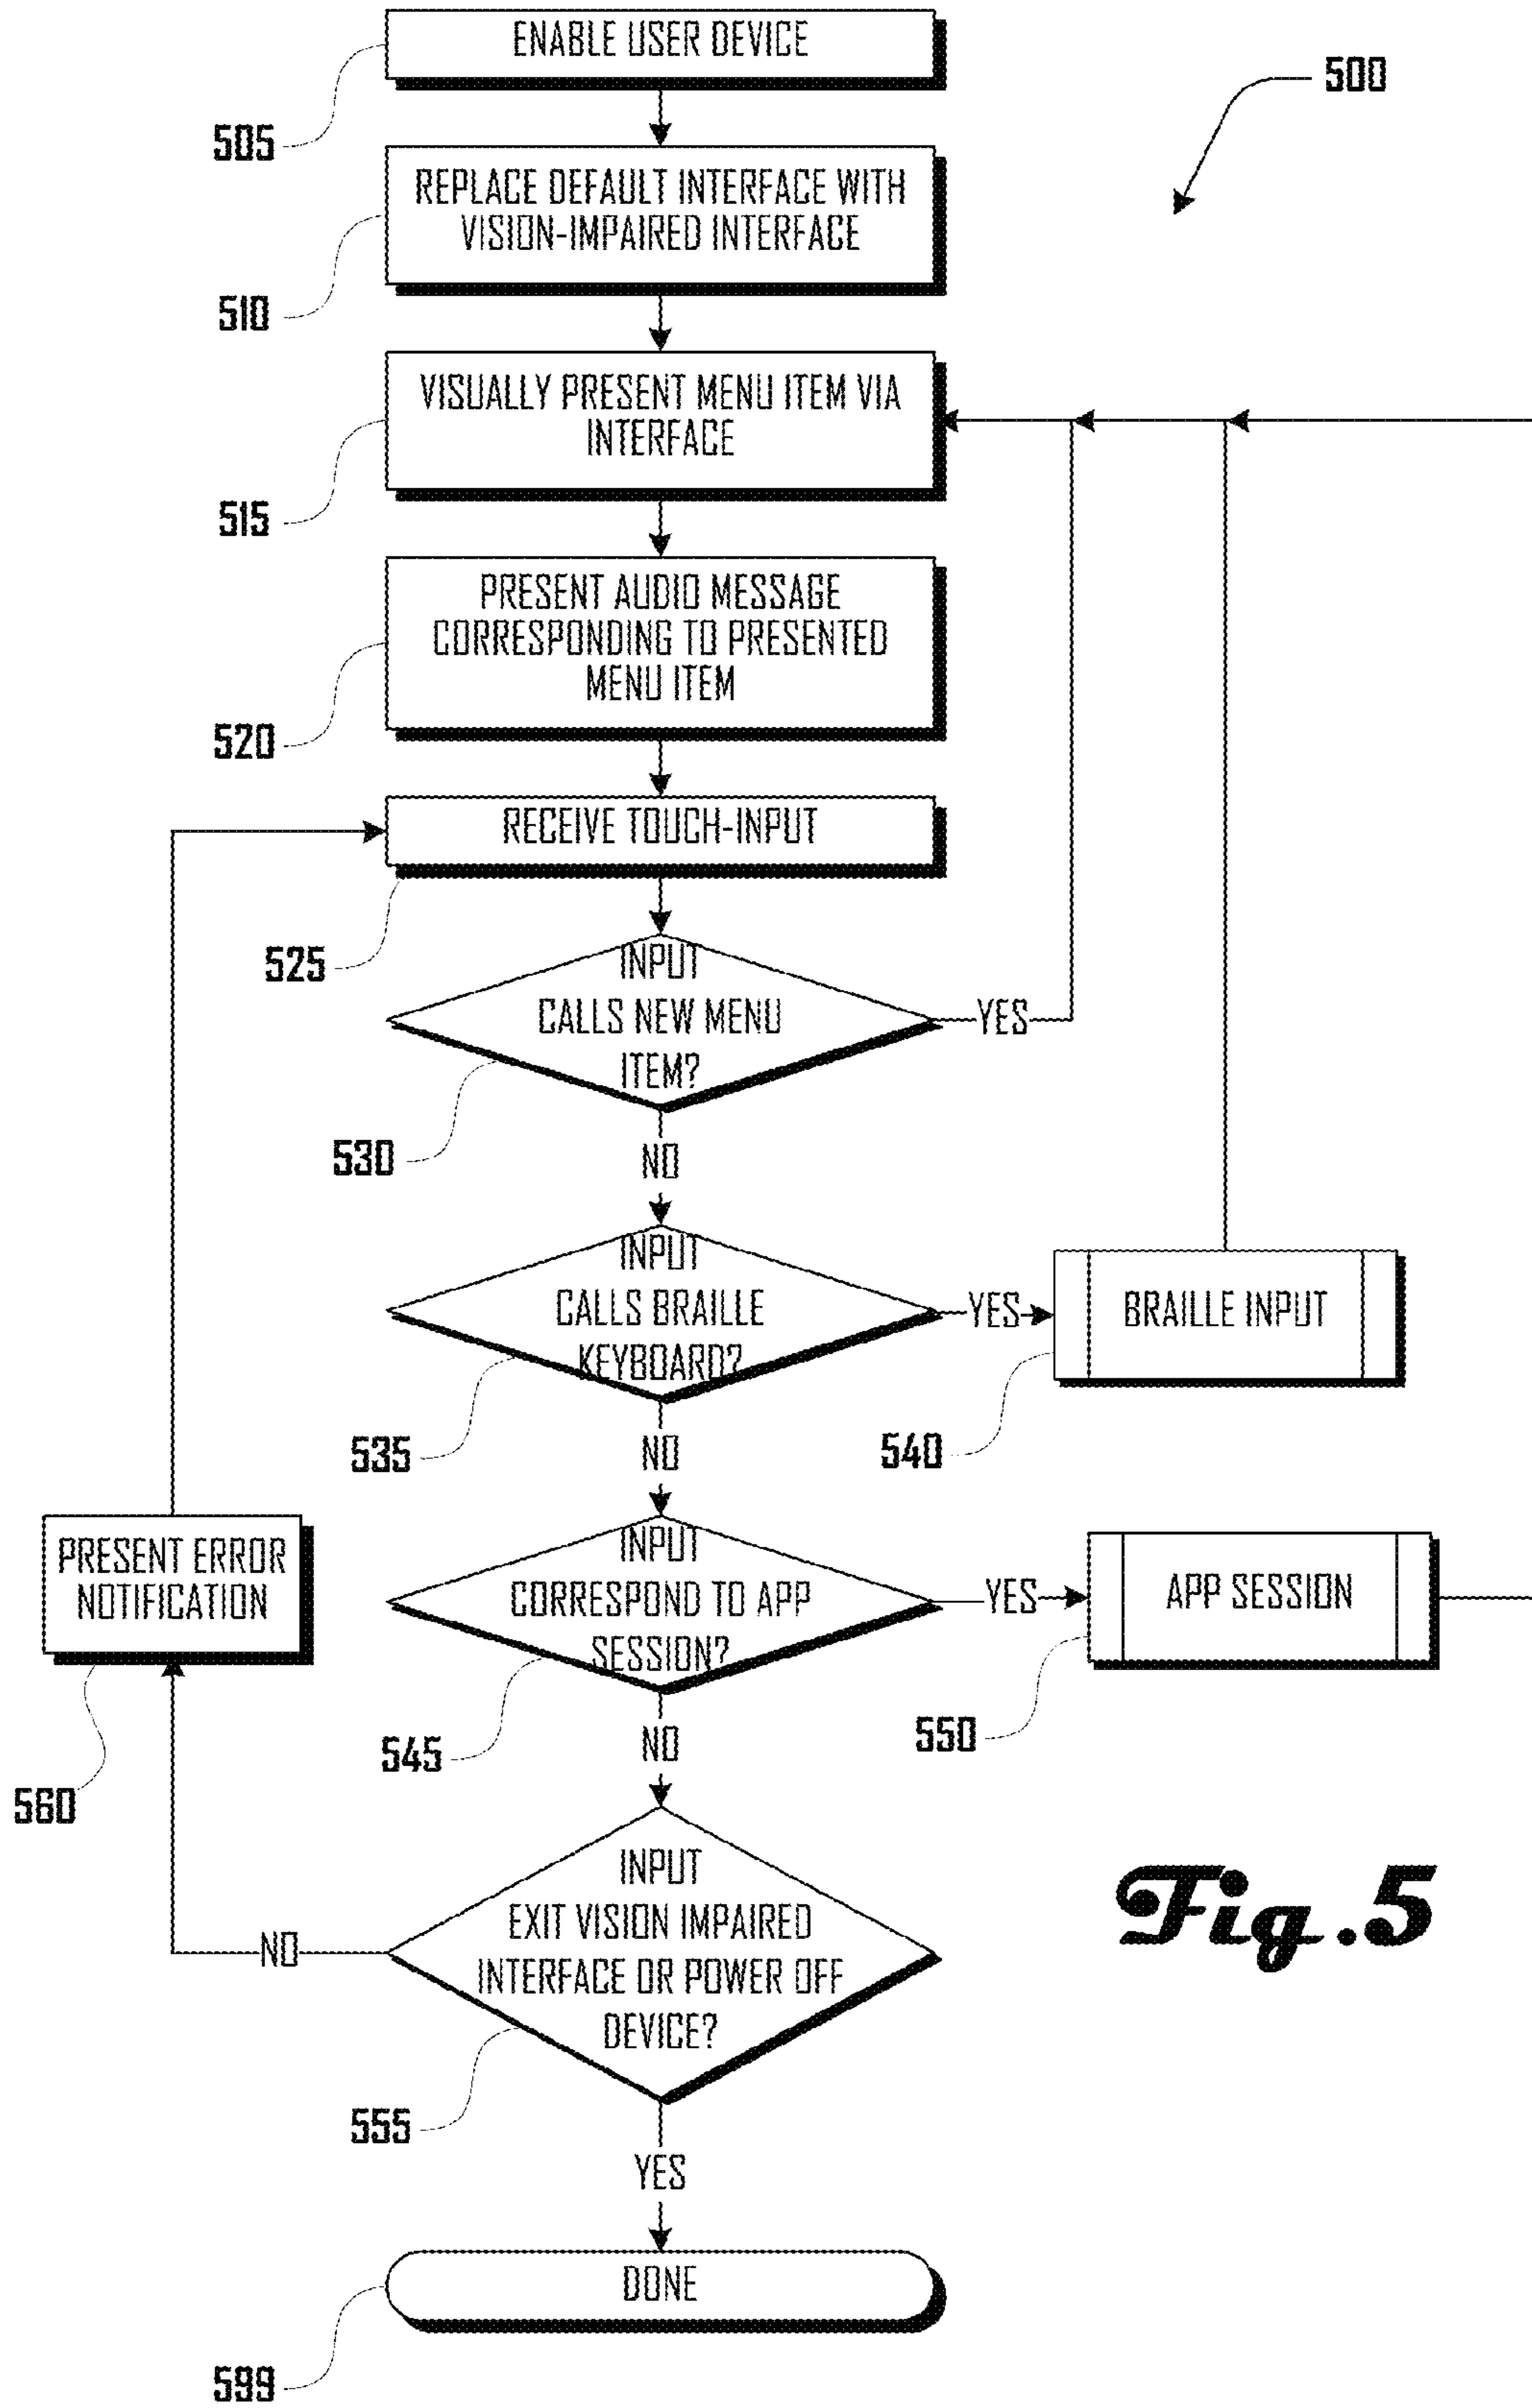 ENABLE USER DEVICE
500
505
REPLACE DEFAULT INTERFACE WITH
VISION-IMPAIRED INTERFACE
510
VISUALLY PRESENT MENU ITEM VIA
INTERFACE
515
PRESENT AUDIO MESSAGE
CORRESPONDING TO PRESENTED
MENU ITEM
520
RECEIVE TOUCH-INPUT
525
INPUT
CALLS NEW MENU
ITEM?
YES
530
NO
INPUT
CALLS BRAILLE
KEYBOARD?
YES
BRAILLE INPUT
535
540
NO
PRESENT ERROR
NOTIFICATION
INPUT
CORRESPOND TO APP
SESSION?
YES
APP SESSION
545
550
560
NO
INPUT
EXIT VISION IMPAIRED
INTERFACE OR POWER OFF
DEVICE?
NO
Fig.5
555
YES
DONE
599